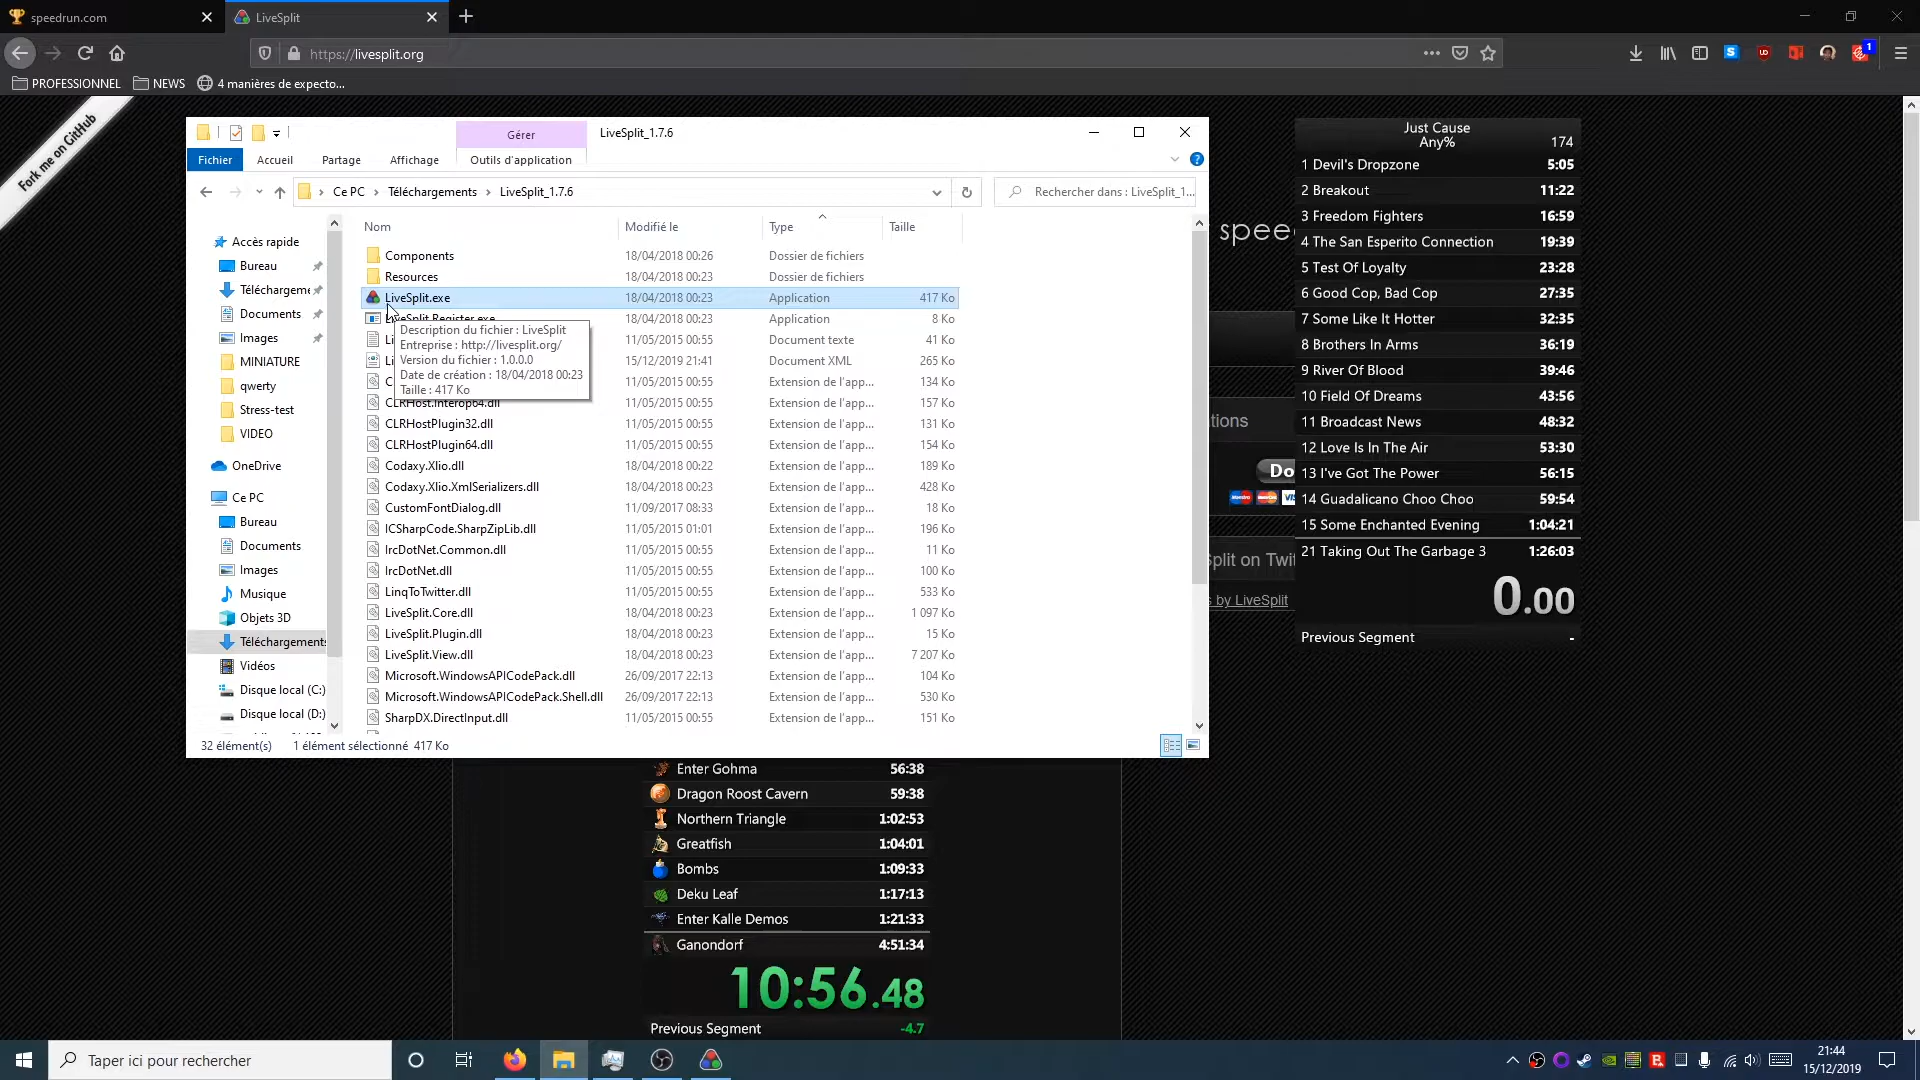 speedrun.com
LiveSplit
https://livesplit.org
PROFESSIONNEL
NEWS
4 manières de expecto...
1
Fork me on GitHub
Gérer
LiveSplit_1.7.6
Fichier
Accueil
Partage
Affichage
Outils d'application
Ce PC
Téléchargements
LiveSplit_1.7.6
Rechercher dans : LiveSplit_1...
Nom
Modifié le
Type
Taille
Accès rapide
Bureau
Téléchargeme
Documents
Images
MINIATURE
qwerty
Stress-test
VIDEO
OneDrive
Ce PC
Bureau
Documents
Images
Musique
Objets 3D
Téléchargements
Vidéos
Disque local (C:)
Disque local (D:)
Components 18/04/2018 00:26 Dossier de fichiers
Resources 18/04/2018 00:23 Dossier de fichiers
LiveSplit.exe 18/04/2018 00:23 Application 417 Ko
LiveSplit.Register.exe 18/04/2018 00:23 Application 8 Ko
Li 11/05/2015 00:55 Document texte 41 Ko
Li 15/12/2019 21:41 Document XML 265 Ko
C 11/05/2015 00:55 Extension de l'app... 134 Ko
CLRHost.Interop64.dll 11/05/2015 00:55 Extension de l'app... 157 Ko
CLRHostPlugin32.dll 11/05/2015 00:55 Extension de l'app... 131 Ko
CLRHostPlugin64.dll 11/05/2015 00:55 Extension de l'app... 154 Ko
Codaxy.Xlio.dll 18/04/2018 00:22 Extension de l'app... 189 Ko
Codaxy.Xlio.XmlSerializers.dll 18/04/2018 00:23 Extension de l'app... 428 Ko
CustomFontDialog.dll 11/09/2017 08:33 Extension de l'app... 18 Ko
ICSharpCode.SharpZipLib.dll 11/05/2015 01:01 Extension de l'app... 196 Ko
IrcDotNet.Common.dll 11/05/2015 00:55 Extension de l'app... 11 Ko
IrcDotNet.dll 11/05/2015 00:55 Extension de l'app... 100 Ko
LinqToTwitter.dll 11/05/2015 00:55 Extension de l'app... 533 Ko
LiveSplit.Core.dll 18/04/2018 00:23 Extension de l'app... 1 097 Ko
LiveSplit.Plugin.dll 18/04/2018 00:23 Extension de l'app... 15 Ko
LiveSplit.View.dll 18/04/2018 00:23 Extension de l'app... 7 207 Ko
Microsoft.WindowsAPICodePack.dll 26/09/2017 22:13 Extension de l'app... 104 Ko
Microsoft.WindowsAPICodePack.Shell.dll 26/09/2017 22:13 Extension de l'app... 530 Ko
SharpDX.DirectInput.dll 11/05/2015 00:55 Extension de l'app... 151 Ko
Description du fichier : LiveSplit
Entreprise : http://livesplit.org/
Version du fichier : 1.0.0.0
Date de création : 18/04/2018 00:23
Taille : 417 Ko
32 élément(s)
1 élément sélectionné 417 Ko
spee
tions
Do
VIS
Split on Twit
s by LiveSplit
Just Cause
Any% 174
1 Devil's Dropzone 5:05
2 Breakout 11:22
3 Freedom Fighters 16:59
4 The San Esperito Connection 19:39
5 Test Of Loyalty 23:28
6 Good Cop, Bad Cop 27:35
7 Some Like It Hotter 32:35
8 Brothers In Arms 36:19
9 River Of Blood 39:46
10 Field Of Dreams 43:56
11 Broadcast News 48:32
12 Love Is In The Air 53:30
13 I've Got The Power 56:15
14 Guadalicano Choo Choo 59:54
15 Some Enchanted Evening 1:04:21
21 Taking Out The Garbage 3 1:26:03
0.00
Previous Segment -
Enter Gohma 56:38
Dragon Roost Cavern 59:38
Northern Triangle 1:02:53
Greatfish 1:04:01
Bombs 1:09:33
Deku Leaf 1:17:13
Enter Kalle Demos 1:21:33
Ganondorf 4:51:34
10:56.48
Previous Segment -4.7
Taper ici pour rechercher
21:44
15/12/2019